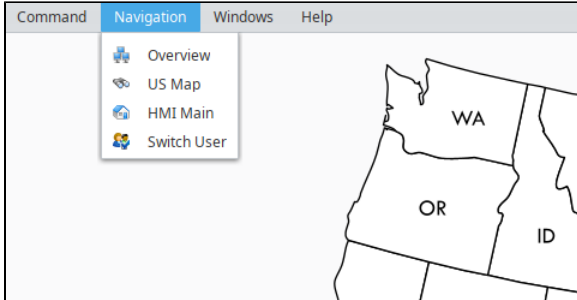 Command Navigation Windows Help
Overview
US Map
HMI Main
Switch User
WA
OR
ID